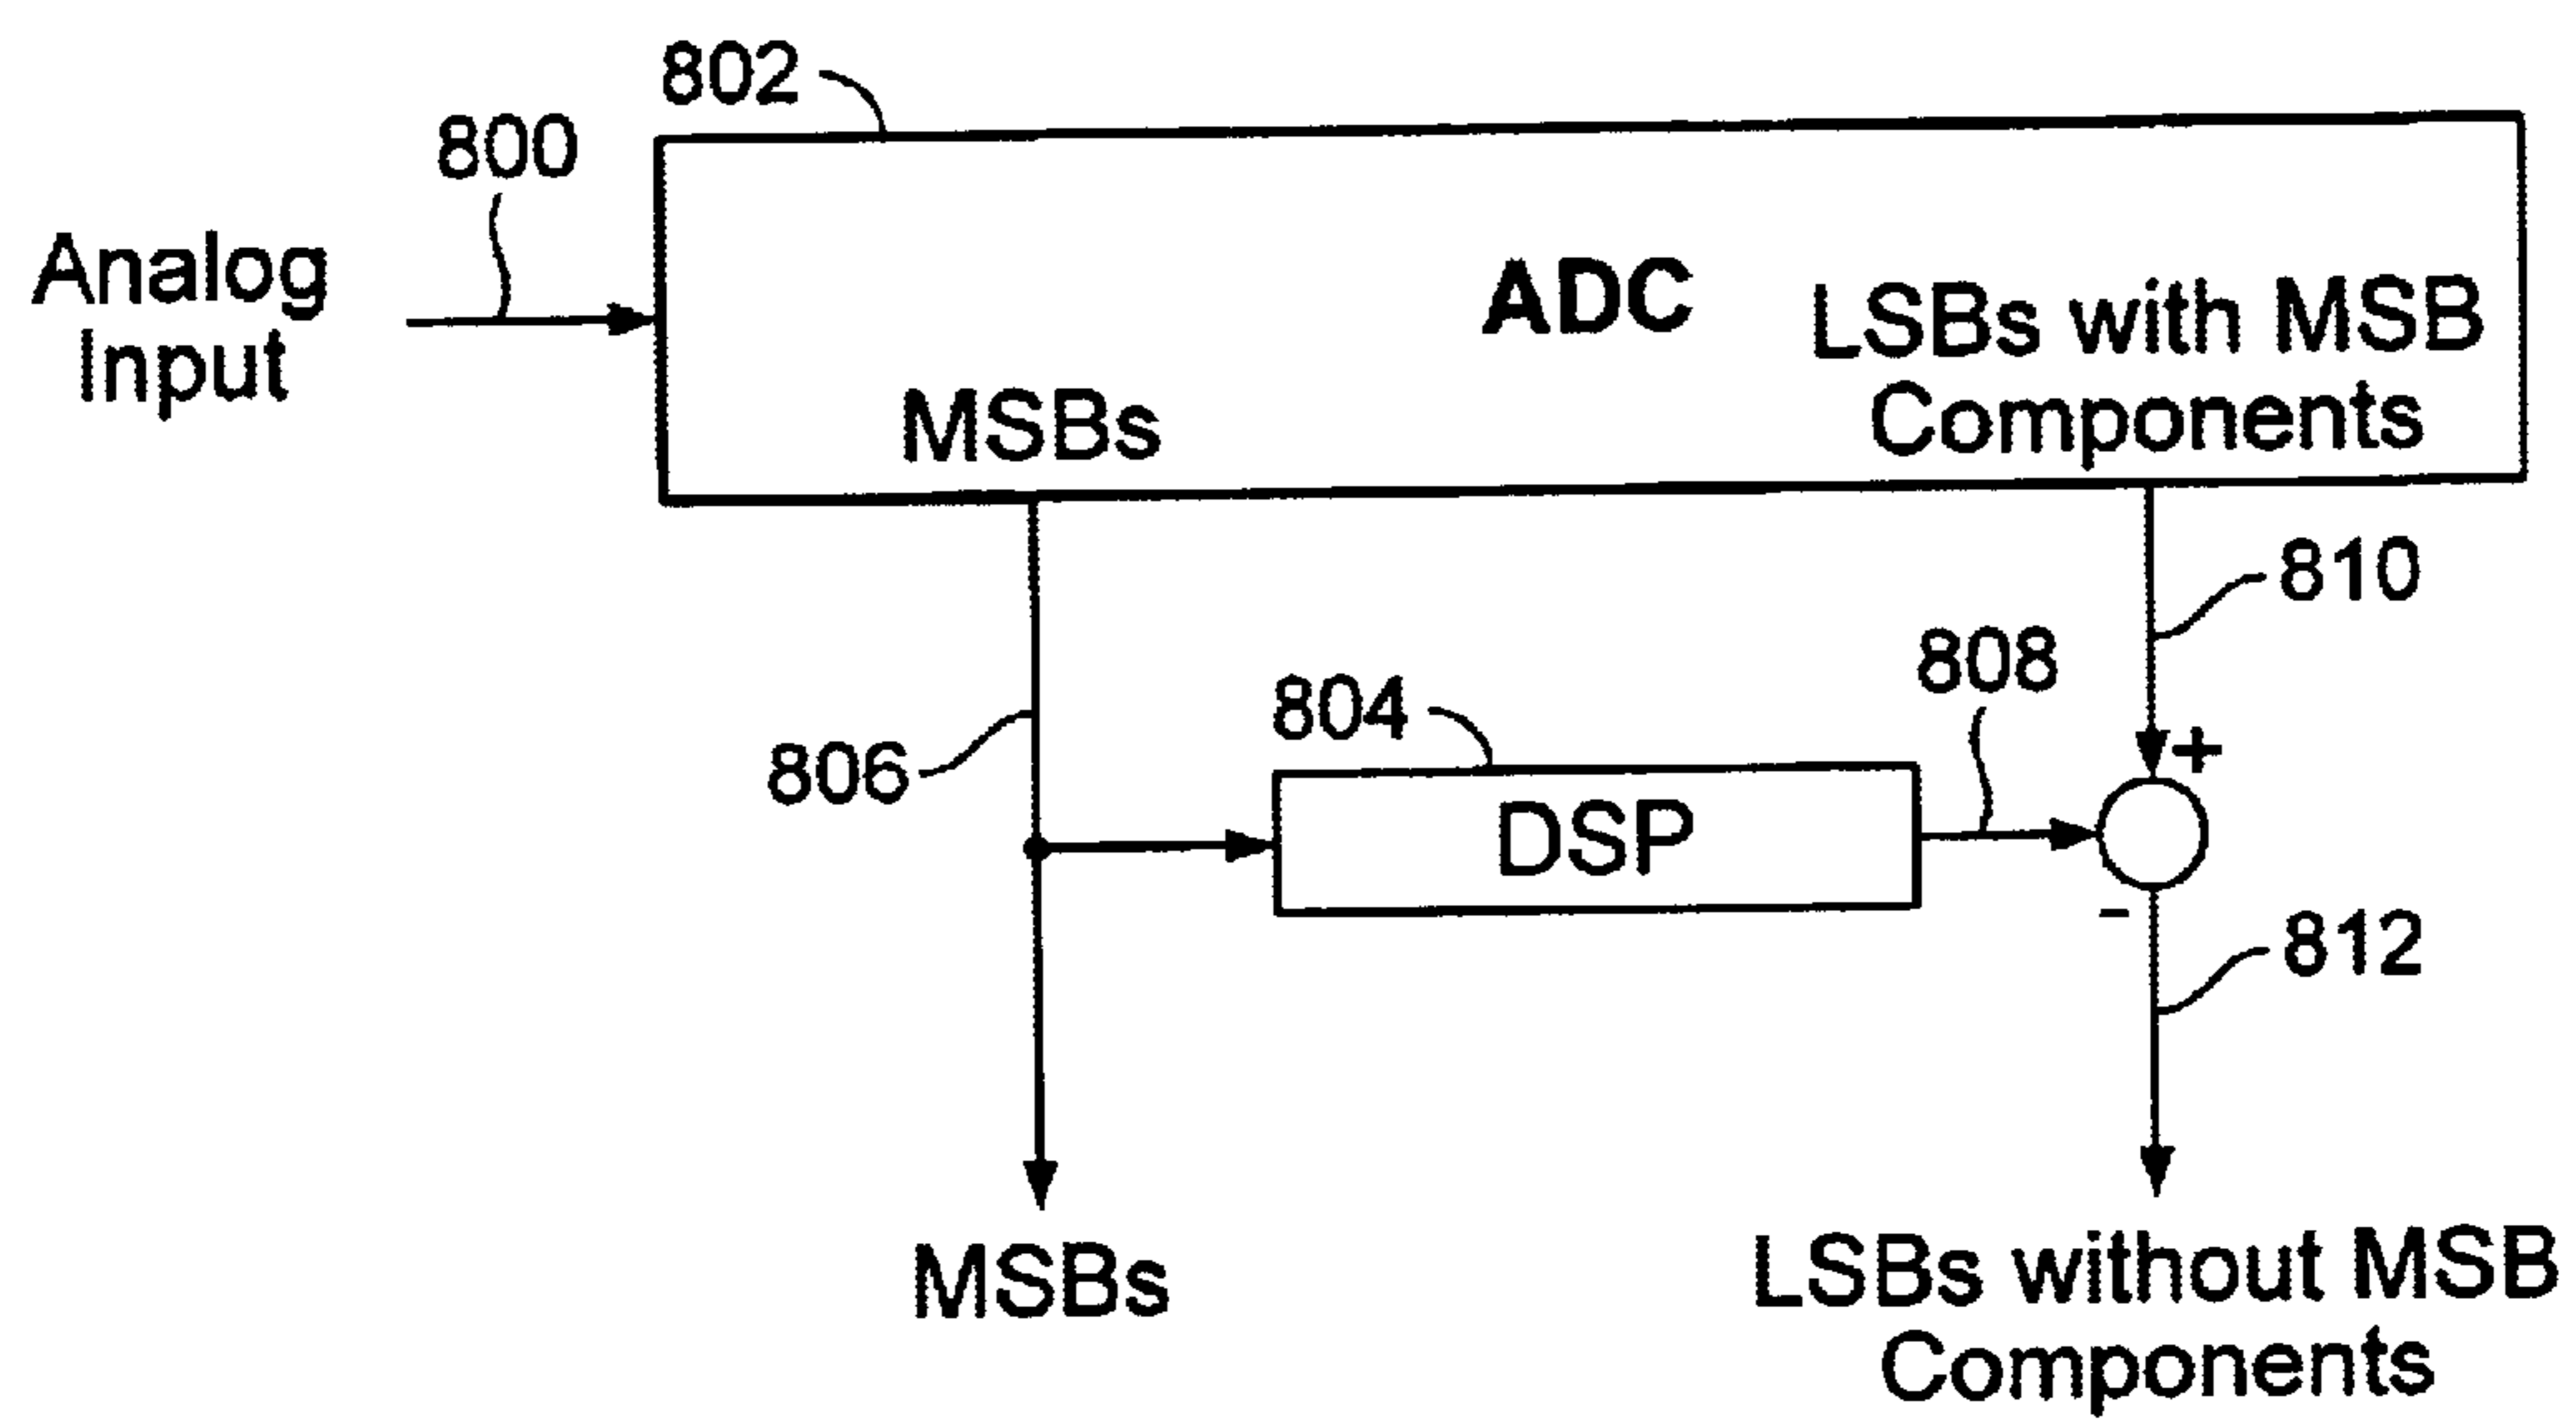 802
800
Analog
Input
ADC
LSBs with MSB
Components
MSBs
810
808
804
806
DSP
+
-
812
MSBs
LSBs without MSB
Components